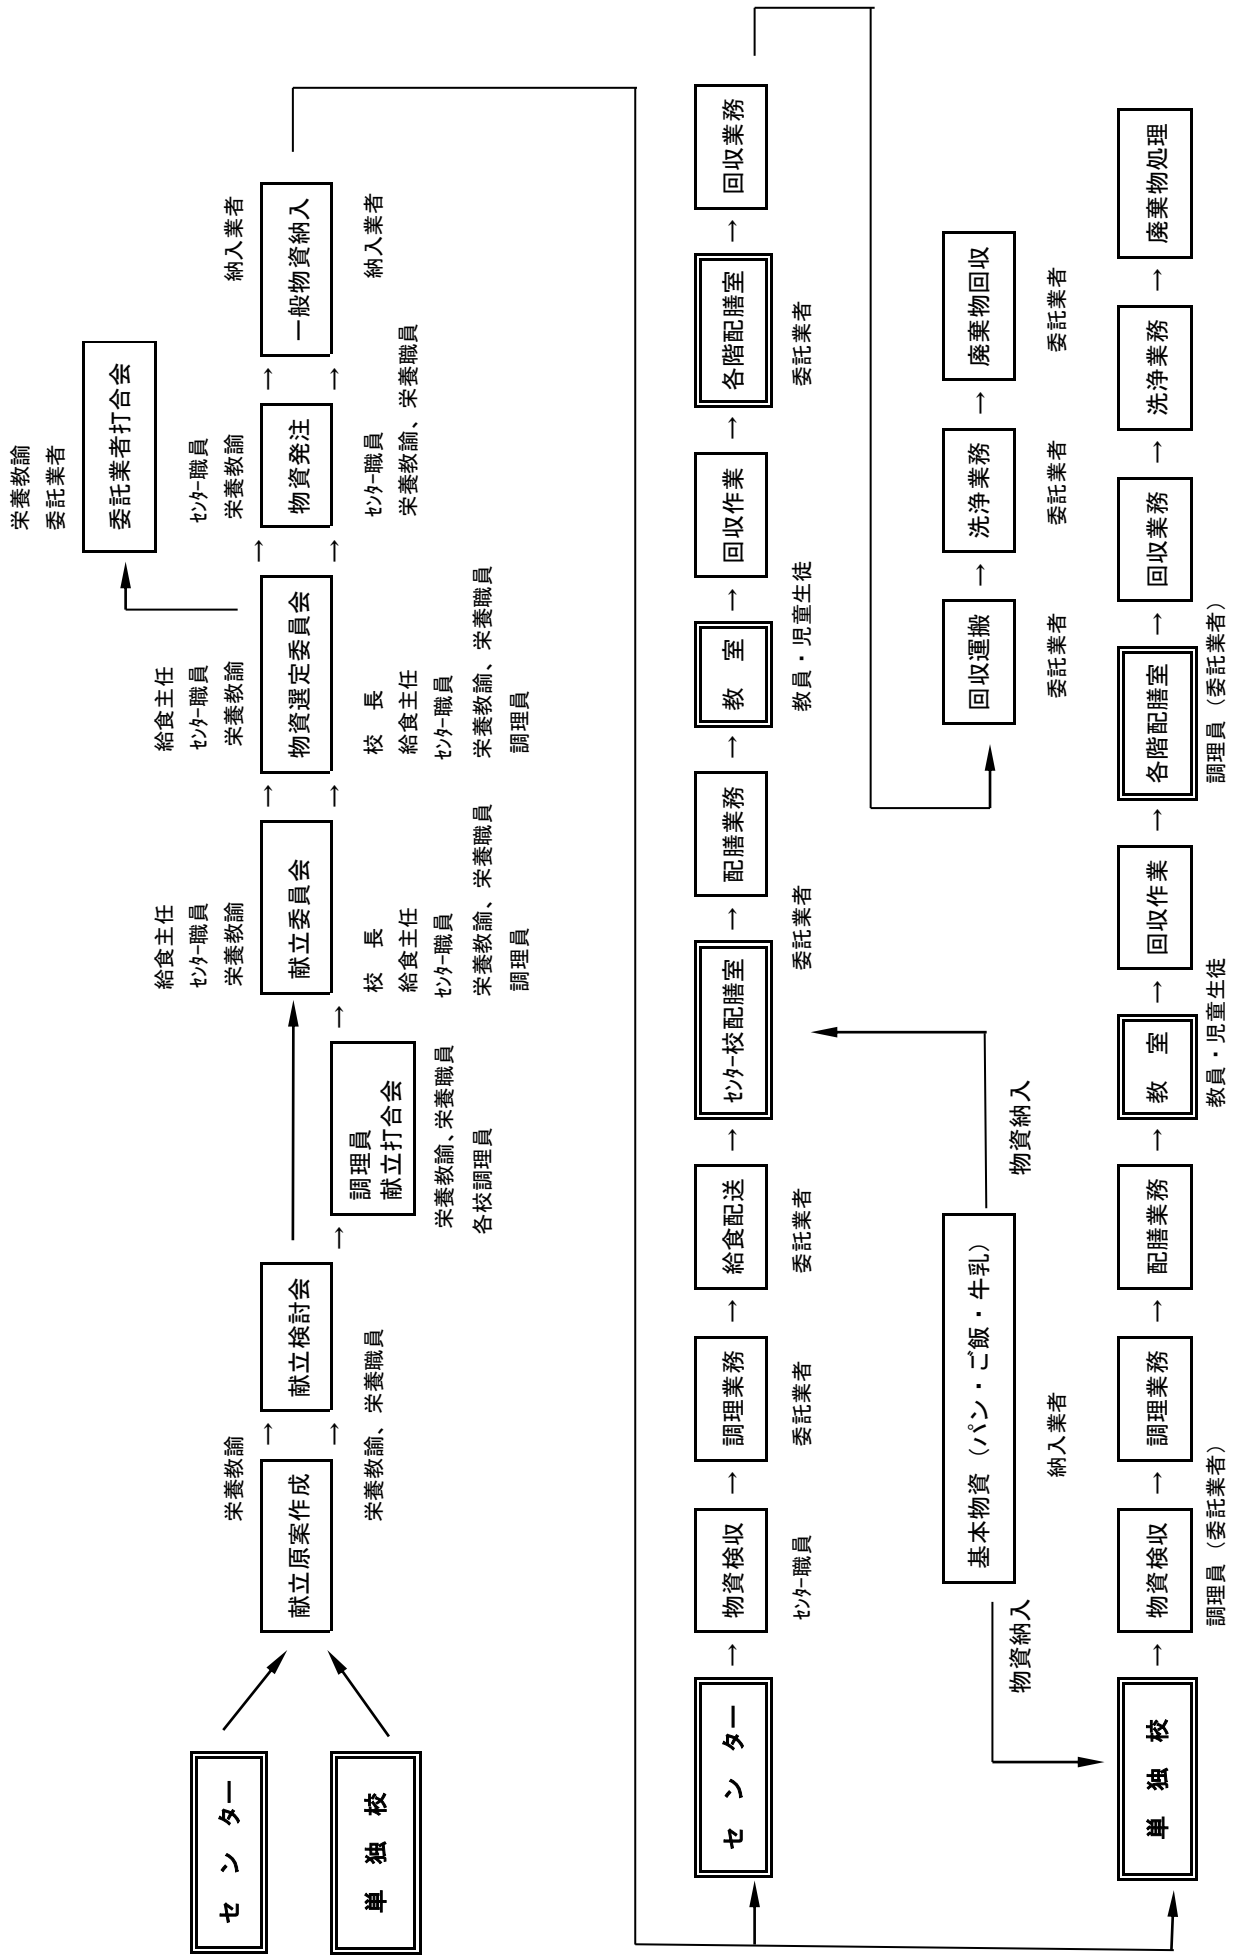 センター
単独校
献立原案作成
栄養教諭
栄養教諭、栄養職員
献立検討会
調理員
献立打合会
栄養教諭、栄養職員
各校調理員
給食主任
ｾﾝﾀｰ職員
栄養教諭
献立委員会
校　長
給食主任
ｾﾝﾀｰ職員
栄養教諭、栄養職員
調理員
給食主任
ｾﾝﾀｰ職員
栄養教諭
物資選定委員会
校　長
給食主任
ｾﾝﾀｰ職員
栄養教諭、栄養職員
調理員
栄養教諭
委託業者
委託業者打合会
ｾﾝﾀｰ職員
栄養教諭
物資発注
ｾﾝﾀｰ職員
栄養教諭、栄養職員
納入業者
一般物資納入
納入業者
センター
物資検収
ｾﾝﾀｰ職員
調理業務
委託業者
給食配送
委託業者
ｾﾝﾀｰ校配膳室
配膳業務
委託業者
教　室
教員・児童生徒
回収作業
各階配膳室
委託業者
回収業務
物資納入
基本物資（パン・ご飯・牛乳）
納入業者
物資納入
回収運搬
委託業者
洗浄業務
委託業者
廃棄物回収
委託業者
単独校
物資検収
調理員（委託業者）
調理業務
配膳業務
教　室
教員・児童生徒
回収作業
各階配膳室
調理員（委託業者）
回収業務
洗浄業務
廃棄物処理